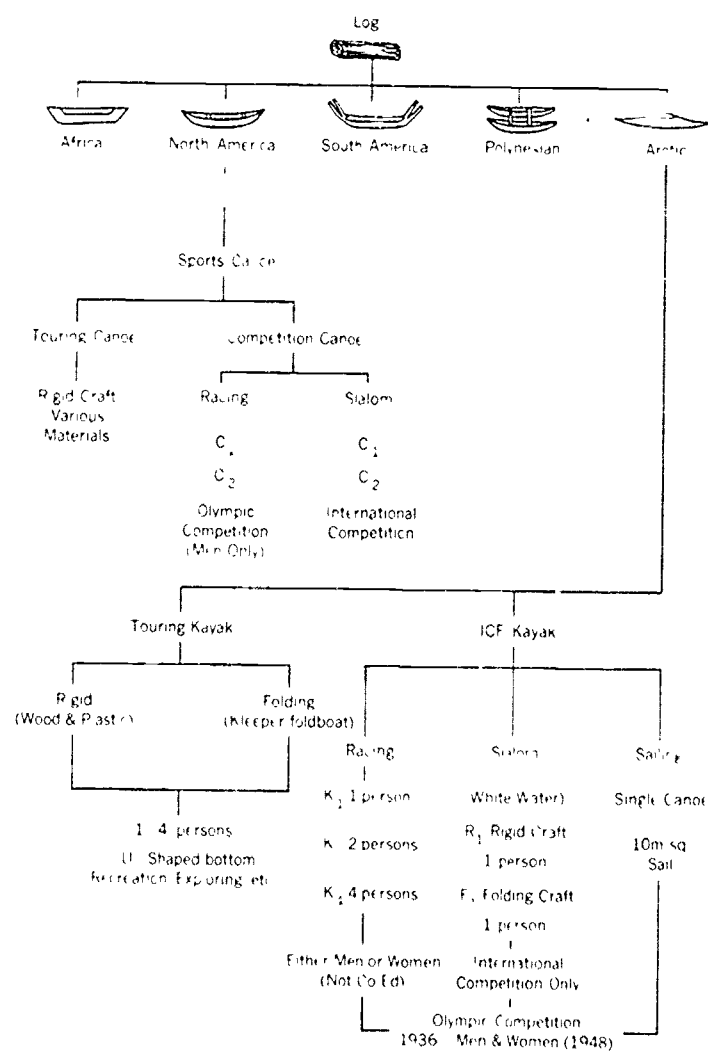 Log
Africa
North America
South America
Polynesian
Arctic
Sports Canoe
Touring Canoe
Competition Canoe
Rigid Craft
Various
Materials
Racing
Slalom
C
C1
C2
C2
Olympic
Competition
(Men Only)
International
Competition
Touring Kayak
ICF Kayak
Rigid
(Wood & Plastic)
Folding
(Kleeper foldboat)
1 4 persons
U Shaped bottom
Recreation Exploring etc
Racing
Slalom
Sailing
K1 1 person
White Water)
Single Canoe
K 2 persons
R1 Rigid Craft
1 person
10m sq
Sail
K 4 persons
F Folding Craft
1 person
Either Men or Women
(Not Co Ed)
International
Competition Only
Olympic Competition
1936 Men & Women (1948)